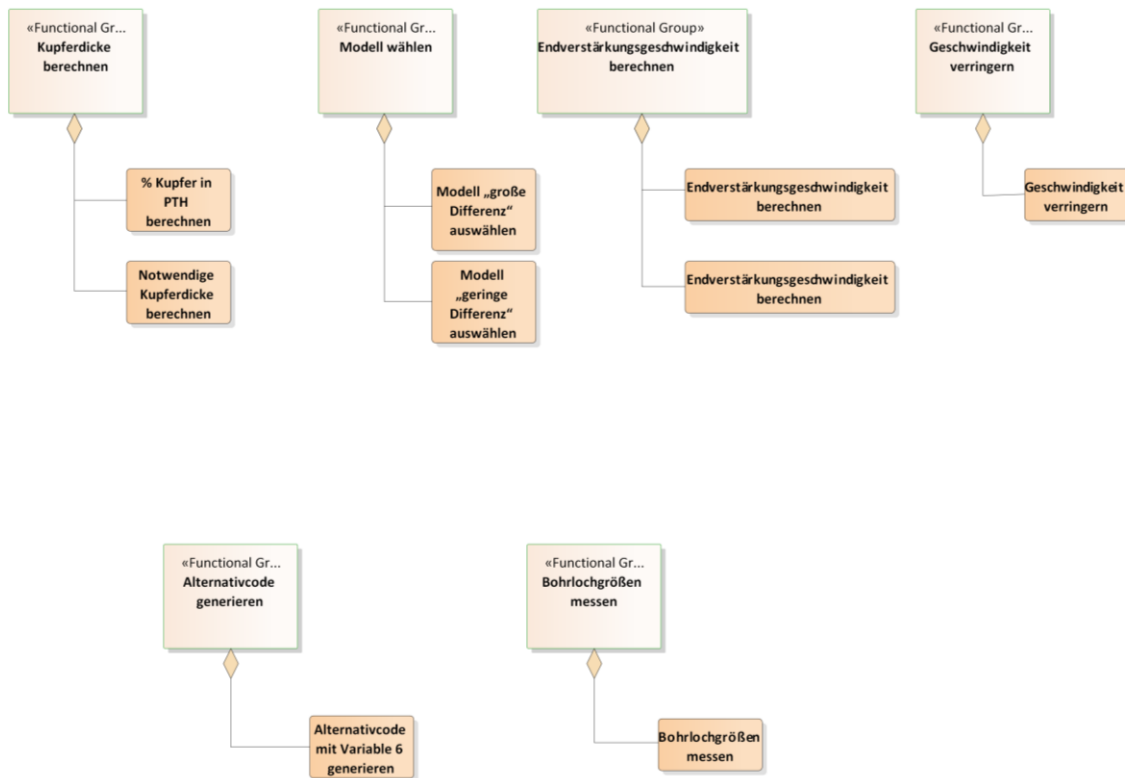 «Functional Gr...
Kupferdicke
berechnen
«Functional Gr...
Modell wählen
«Functional Group»
Endverstärkungsgeschwindigkeit
berechnen
«Functional Gr...
Geschwindigkeit
verringern
% Kupfer in
PTH
berechnen
Notwendige
Kupferdicke
berechnen
Modell „große
Differenz“
auswählen
Modell
„geringe
Differenz“
auswählen
Endverstärkungsgeschwindigkeit
berechnen
Endverstärkungsgeschwindigkeit
berechnen
Geschwindigkeit
verringern
«Functional Gr...
Alternativcode
generieren
«Functional Gr...
Bohrlochgrößen
messen
Alternativcode
mit Variable 6
generieren
Bohrlochgrößen
messen